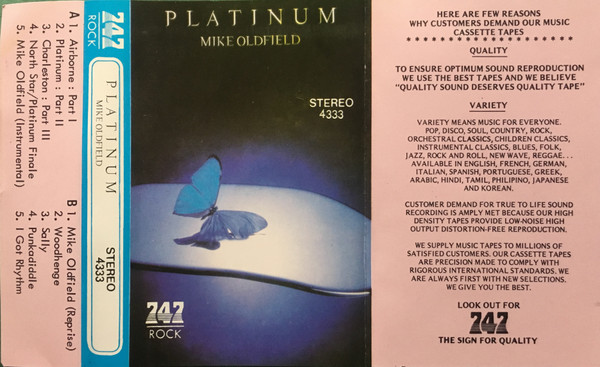 A 1. Airborne : Part I
2. Platinum : Part II
3. Charleston : Part III
4. North Star/Platinum Finale
5. Mike Oldfield (Instrumental)
B 1. Mike Oldfield (Reprise)
2. Woodhenge
3. Sally
4. Punkadiddle
5. I Got Rhythm
747
ROCK
PLATINUM
MIKE OLDFIELD
STEREO
4333
PLATINUM
MIKE OLDFIELD
STEREO
4333
747
ROCK
HERE ARE FEW REASONS
WHY CUSTOMERS DEMAND OUR MUSIC
CASSETTE TAPES
* * * * * * * * * * * * * * * * * * * * *
QUALITY
TO ENSURE OPTIMUM SOUND REPRODUCTION
WE USE THE BEST TAPES AND WE BELIEVE
"QUALITY SOUND DESERVES QUALITY TAPE"
VARIETY
VARIETY MEANS MUSIC FOR EVERYONE.
POP, DISCO, SOUL, COUNTRY, ROCK,
ORCHESTRAL CLASSICS, CHILDREN CLASSICS,
INSTRUMENTAL CLASSICS, BLUES, FOLK,
JAZZ, ROCK AND ROLL, NEW WAVE, REGGAE. . .
AVAILABLE IN ENGLISH, FRENCH, GERMAN,
ITALIAN, SPANISH, PORTUGUESE, GREEK,
ARABIC, HINDI, TAMIL, PHILIPINO, JAPANESE
AND KOREAN.
CUSTOMER DEMAND FOR TRUE TO LIFE SOUND
RECORDING IS AMPLY MET BECAUSE OUR HIGH
DENSITY TAPES PROVIDE LOW-NOISE HIGH
OUTPUT DISTORTION-FREE REPRODUCTION.
WE SUPPLY MUSIC TAPES TO MILLIONS OF
SATISFIED CUSTOMERS. OUR CASSETTE TAPES
ARE PRECISION MADE TO COMPLY WITH
RIGOROUS INTERNATIONAL STANDARDS. WE
ARE ALWAYS FIRST WITH NEW SELECTIONS.
WE GIVE YOU THE BEST.
LOOK OUT FOR
747
THE SIGN FOR QUALITY